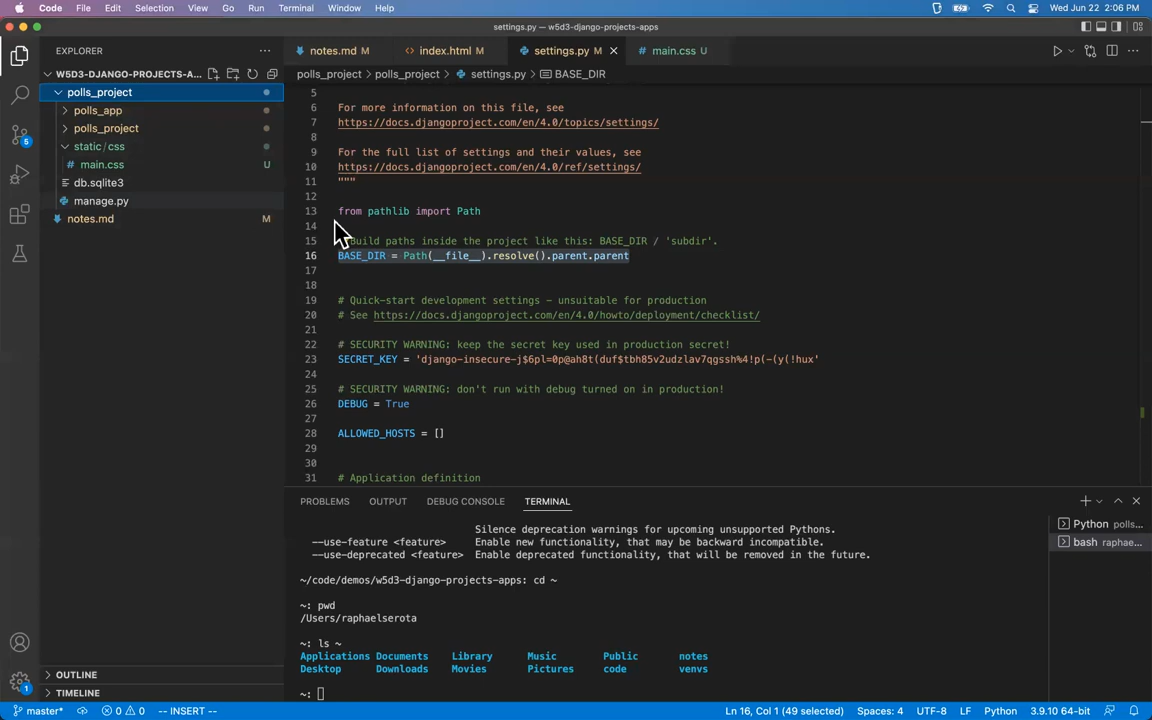 Code File Edit Selection View Go Run Terminal Window Help Wed Jun 22 2:06 PM
settings.py — w5d3-django-projects-apps
EXPLORER
notes.md M
index.html M
settings.py M
main.css U
W5D3-DJANGO-PROJECTS-A...
polls_project > polls_project > settings.py > BASE_DIR
polls_project
polls_app
polls_project
static/css
main.css U
db.sqlite3
manage.py
notes.md M
5
6 For more information on this file, see
7 https://docs.djangoproject.com/en/4.0/topics/settings/
8
9 For the full list of settings and their values, see
10 https://docs.djangoproject.com/en/4.0/ref/settings/
11 """
12
13 from pathlib import Path
14
15 Build paths inside the project like this: BASE_DIR / 'subdir'.
16 BASE_DIR = Path(__file__).resolve().parent.parent
17
18
19 # Quick-start development settings - unsuitable for production
20 # See https://docs.djangoproject.com/en/4.0/howto/deployment/checklist/
21
22 # SECURITY WARNING: keep the secret key used in production secret!
23 SECRET_KEY = 'django-insecure-j$6pl=0p@ah8t(duf$tbh85v2udzlav7qgssh%4!p(-(y(!hux'
24
25 # SECURITY WARNING: don't run with debug turned on in production!
26 DEBUG = True
27
28 ALLOWED_HOSTS = []
29
30
31 # Application definition
5
PROBLEMS OUTPUT DEBUG CONSOLE TERMINAL
Silence deprecation warnings for upcoming unsupported Pythons.
--use-feature <feature> Enable new functionality, that may be backward incompatible.
--use-deprecated <feature> Enable deprecated functionality, that will be removed in the future.
~/code/demos/w5d3-django-projects-apps: cd ~
~: pwd
/Users/raphaelserota
~: ls ~
Applications Documents Library Music Public notes
Desktop Downloads Movies Pictures code venvs
~:
Python polls...
bash raphae...
OUTLINE
TIMELINE
1
master* 0 0 -- INSERT -- Ln 16, Col 1 (49 selected) Spaces: 4 UTF-8 LF Python 3.9.10 64-bit